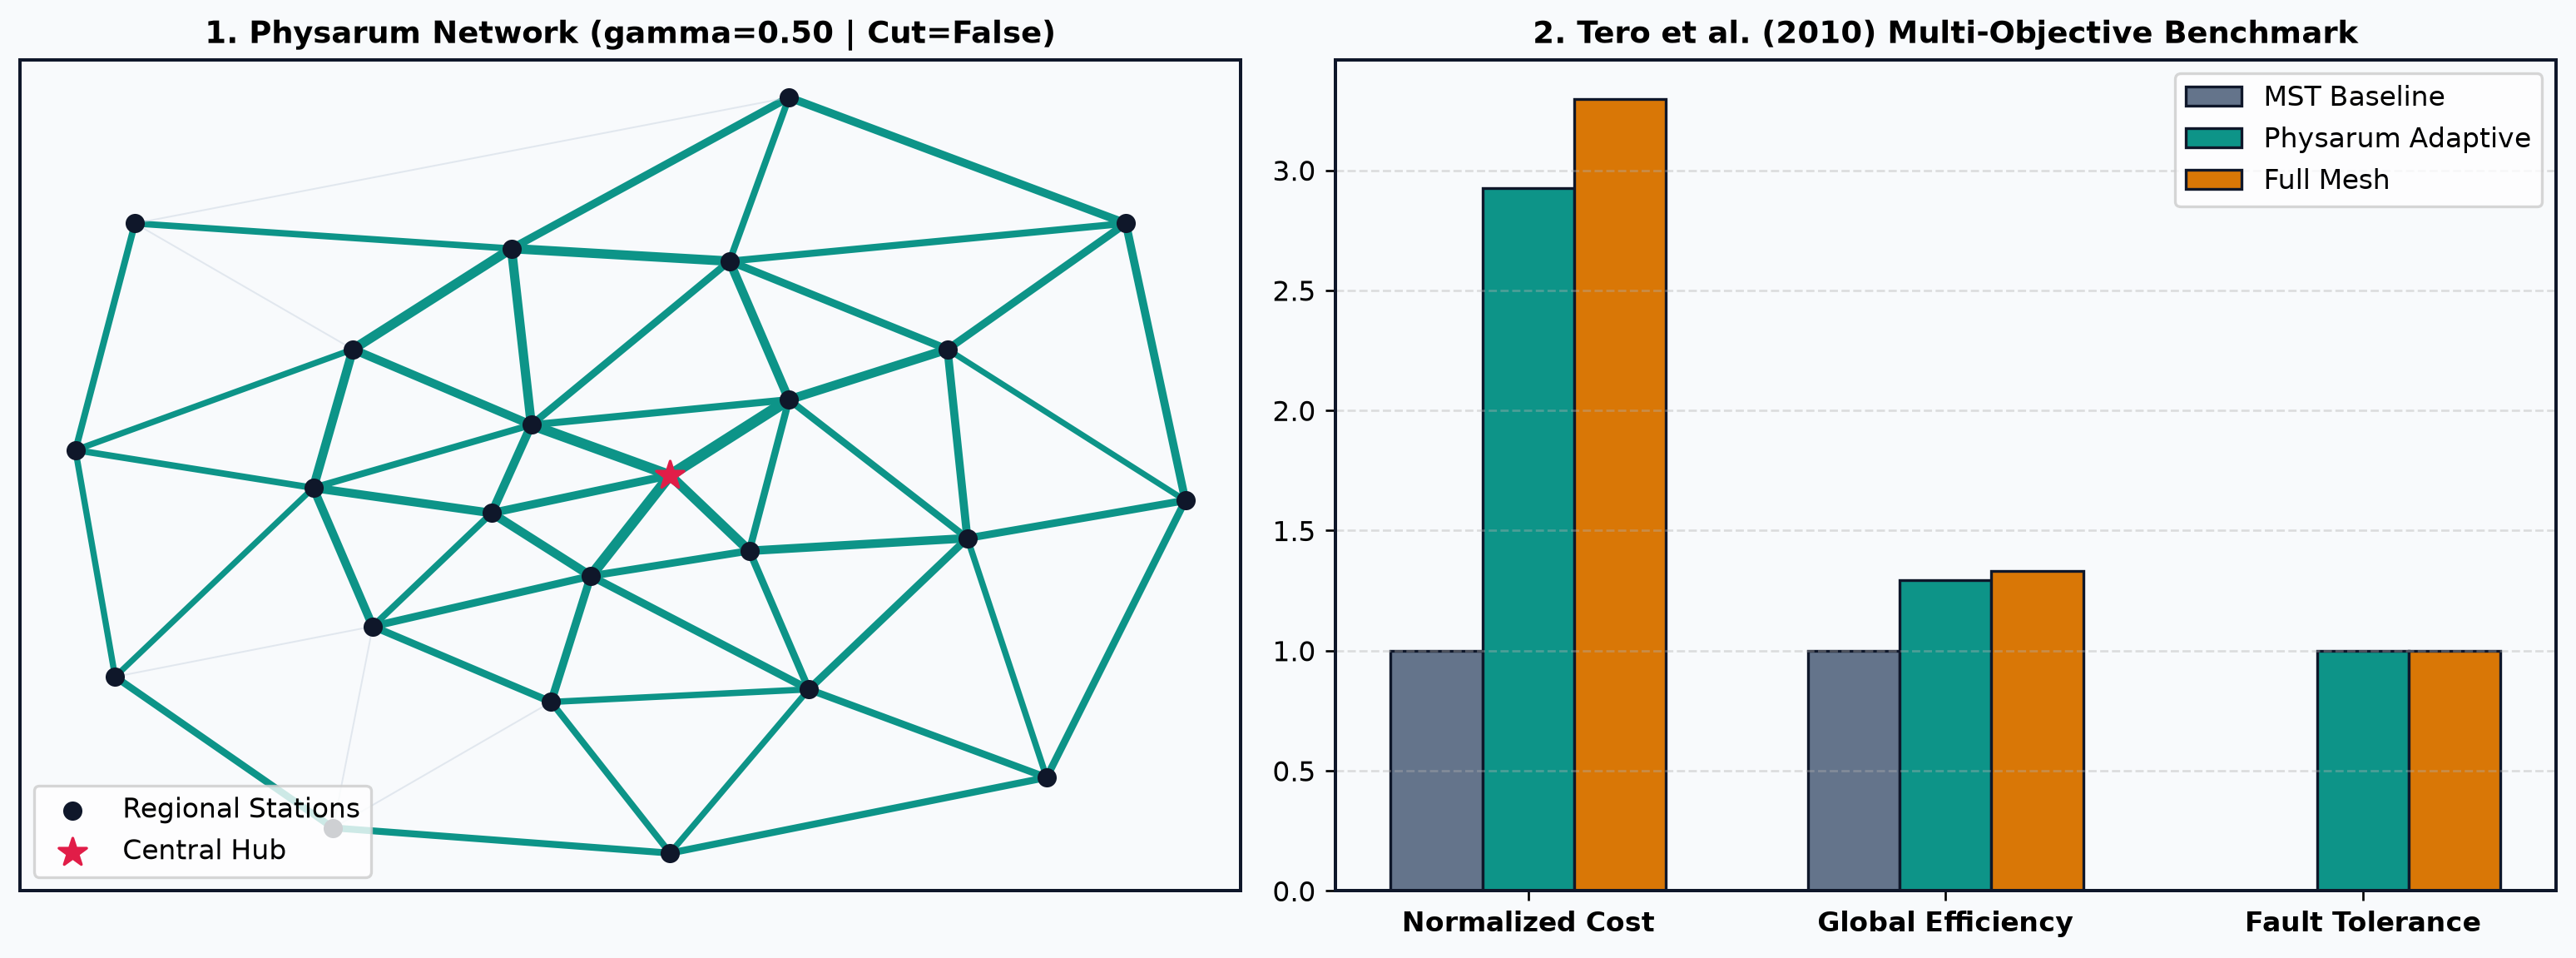 1. Physarum Network (gamma=0.50 | Cut=False)
Regional Stations
Central Hub
2. Tero et al. (2010) Multi-Objective Benchmark
MST Baseline
Physarum Adaptive
Full Mesh
3.0
2.5
2.0
1.5
1.0
0.5
0.0
Normalized Cost
Global Efficiency
Fault Tolerance